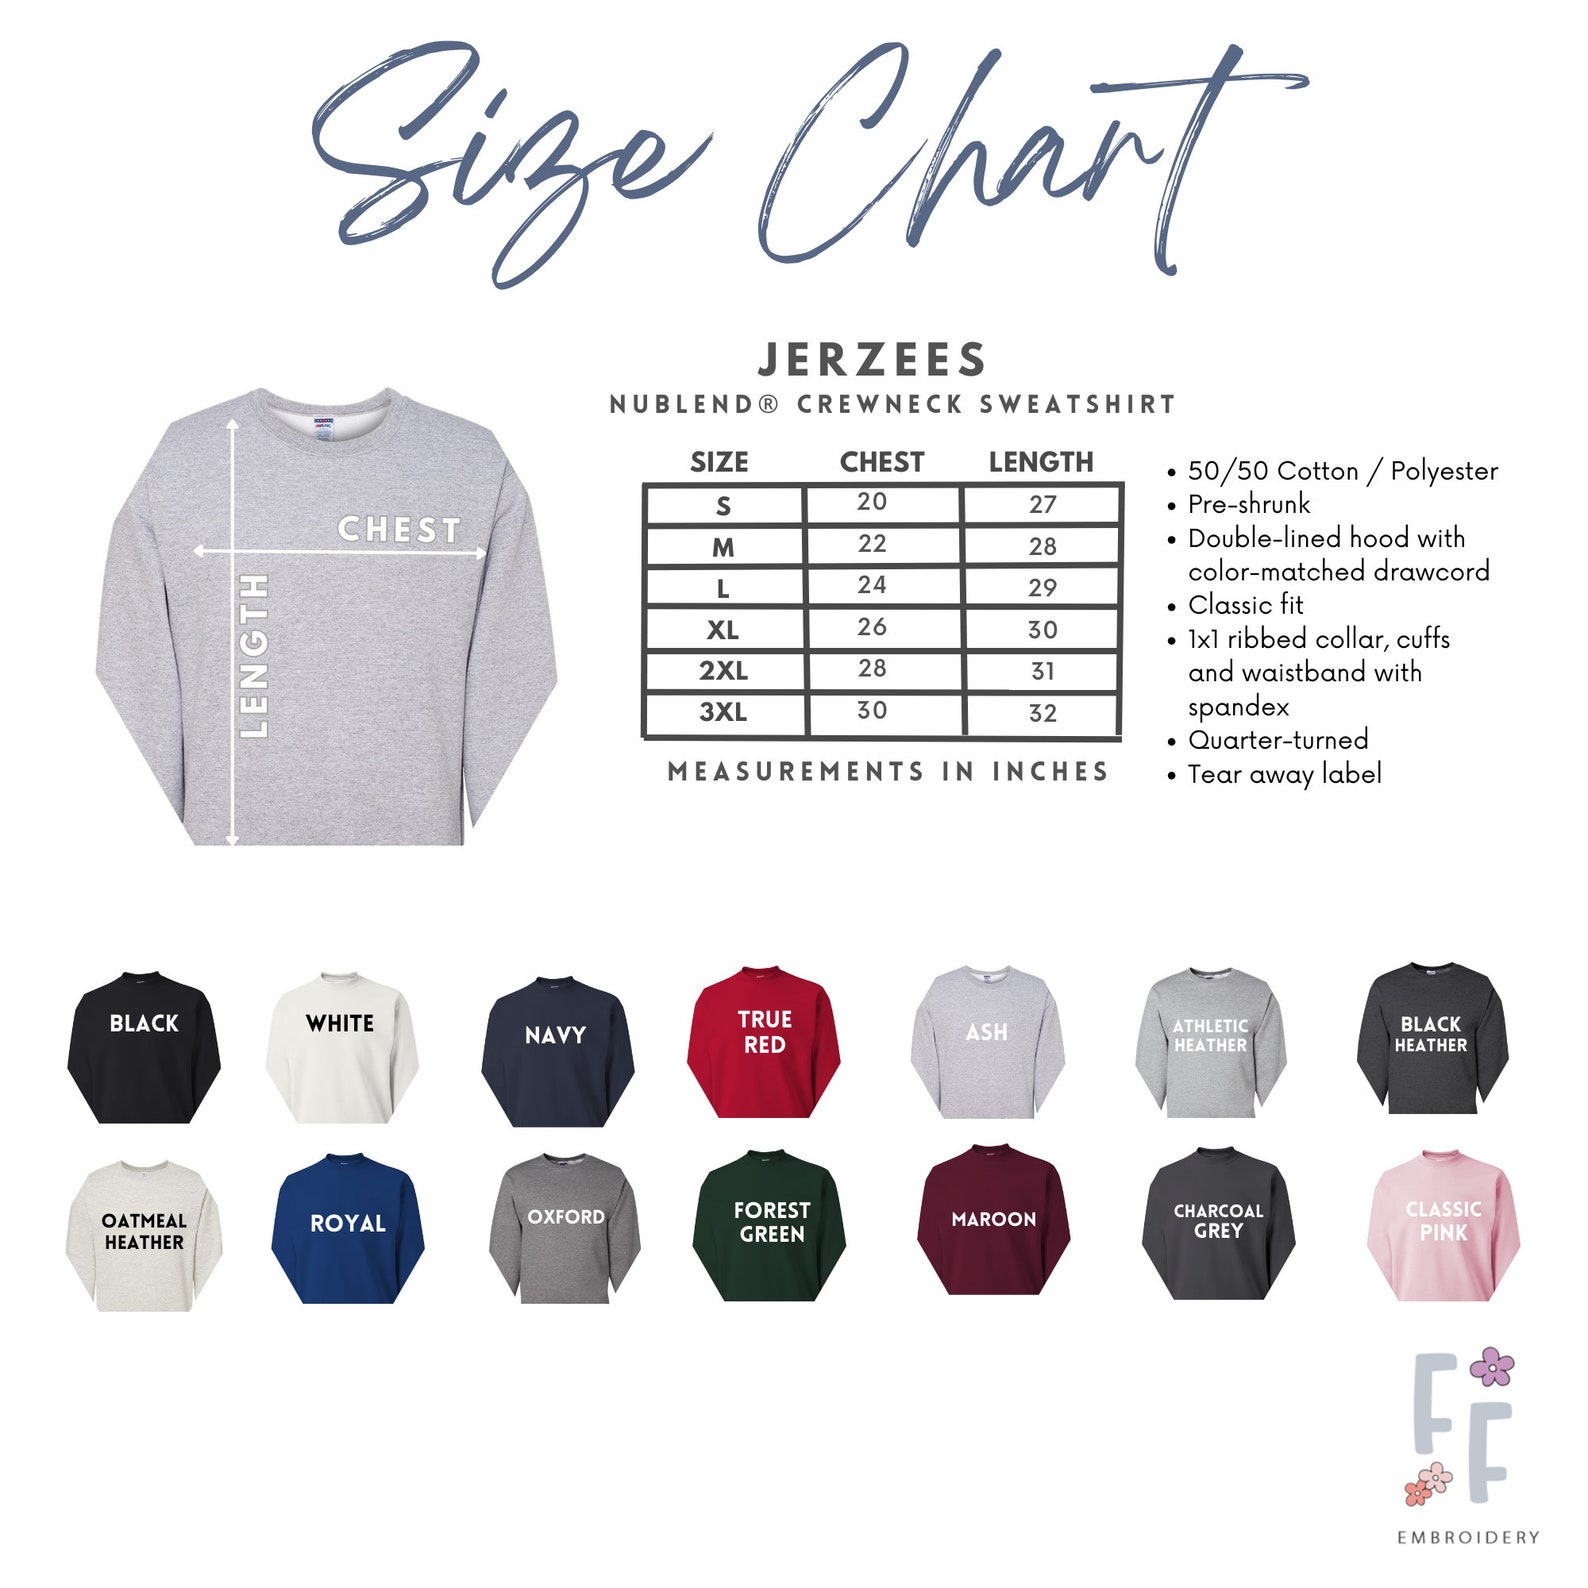 Size Chart
JERZEES
NUBLEND® CREWNECK SWEATSHIRT
CHEST
LENGTH
SIZE CHEST LENGTH
S 20 27
M 22 28
L 24 29
XL 26 30
2XL 28 31
3XL 30 32
MEASUREMENTS IN INCHES
• 50/50 Cotton / Polyester
• Pre-shrunk
• Double-lined hood with
color-matched drawcord
• Classic fit
• 1x1 ribbed collar, cuffs
and waistband with
spandex
• Quarter-turned
• Tear away label
BLACK
WHITE
NAVY
TRUE
RED
ASH
ATHLETIC
HEATHER
BLACK
HEATHER
OATMEAL
HEATHER
ROYAL
OXFORD
FOREST
GREEN
MAROON
CHARCOAL
GREY
CLASSIC
PINK
FF
EMBROIDERY